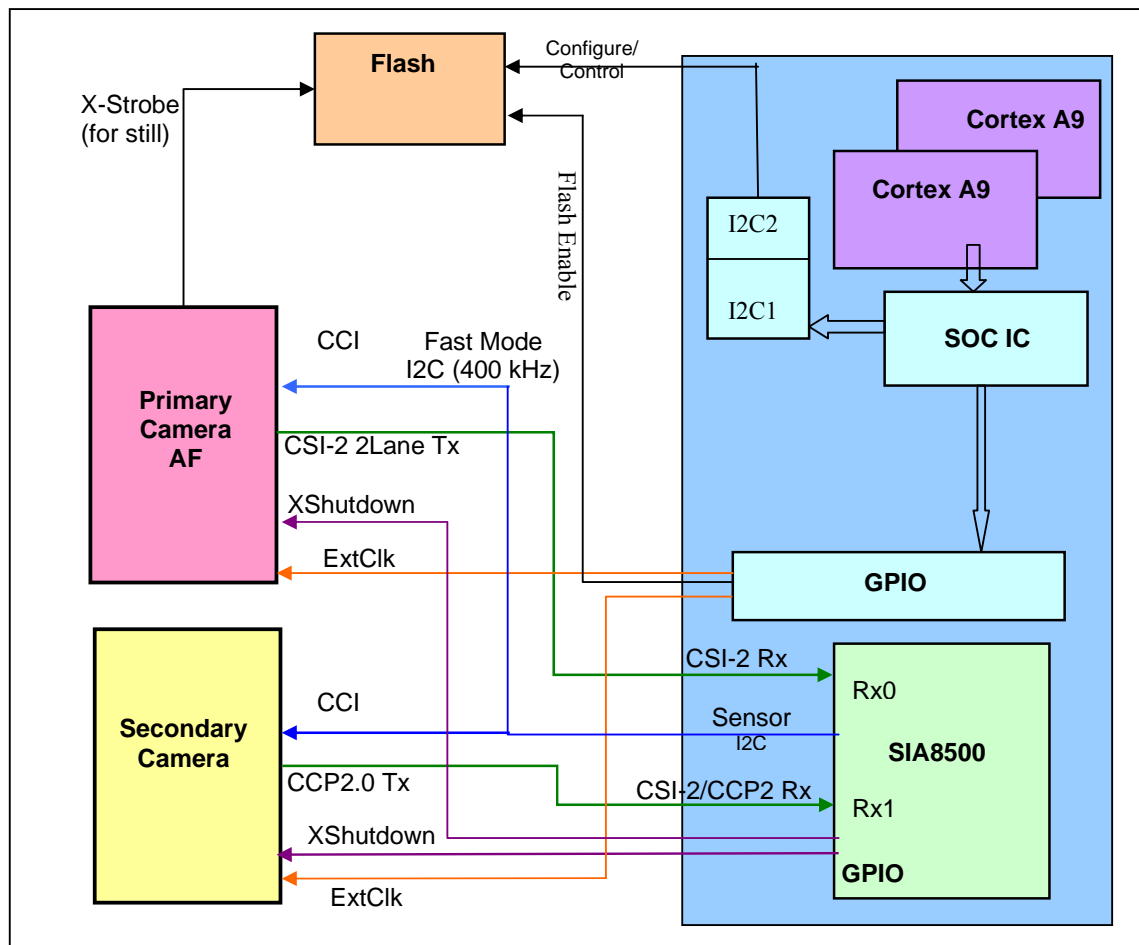 Flash
Configure/
Control
X-Strobe
(for still)
Cortex A9
Cortex A9
Flash Enable
I2C2
I2C1
SOC IC
CCI
Fast Mode
I2C (400 kHz)
Primary
Camera
AF
CSI-2 2Lane Tx
XShutdown
ExtClk
GPIO
CSI-2 Rx
Rx0
CCI
Sensor
I2C
Secondary
Camera
SIA8500
CCP2.0 Tx
CSI-2/CCP2 Rx
Rx1
XShutdown
GPIO
ExtClk